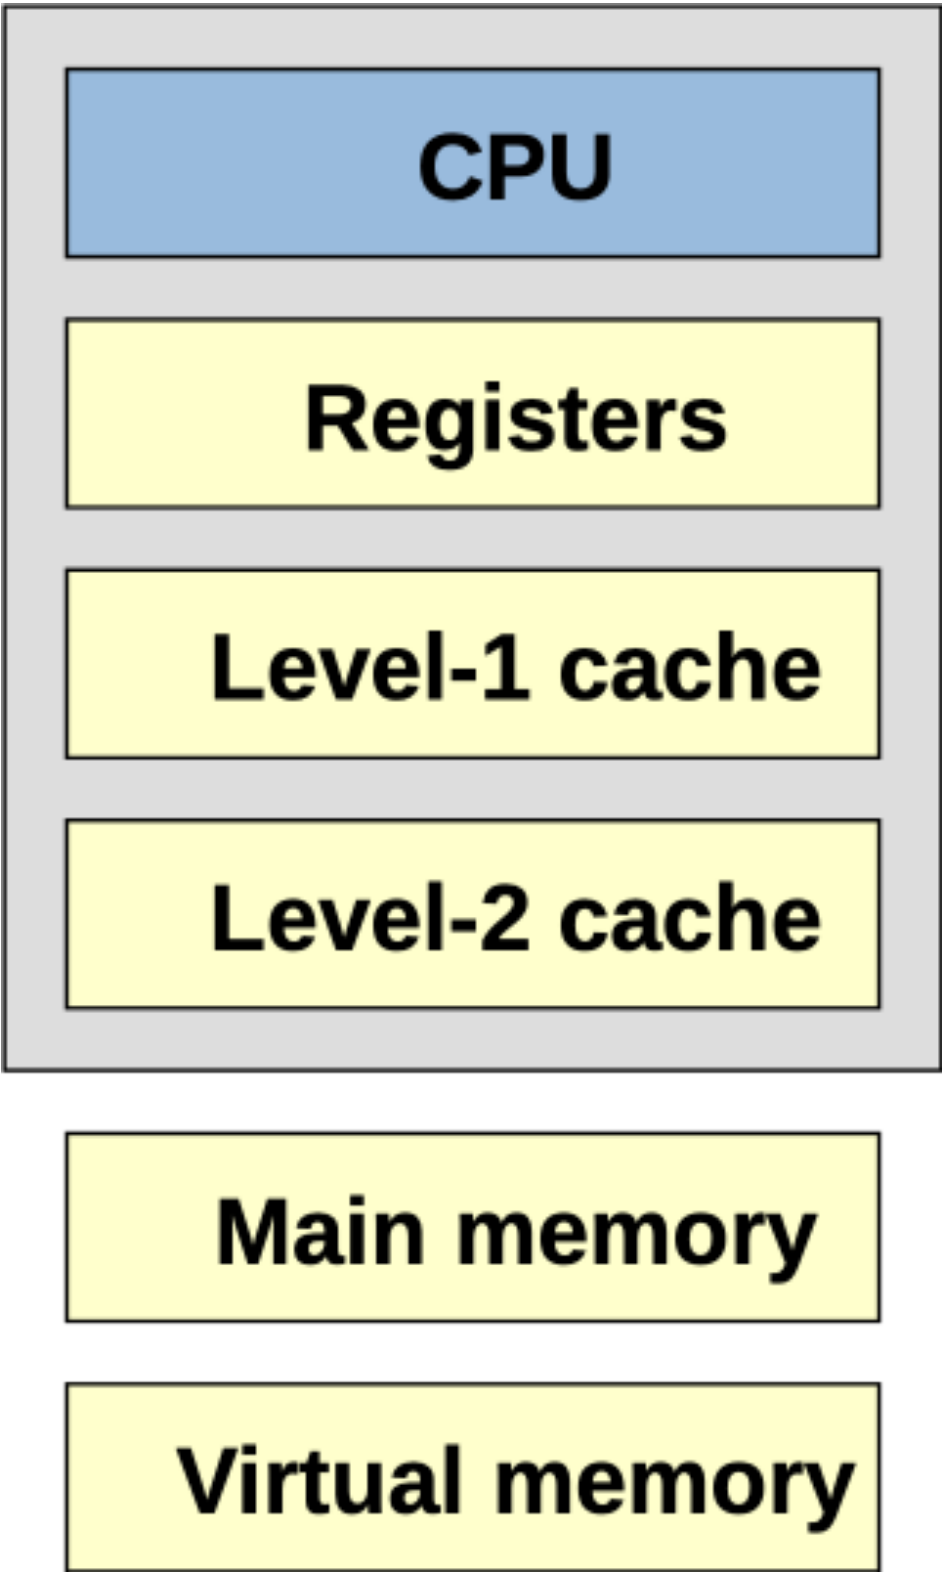 CPU
Registers
Level-1 cache
Level-2 cache
Main memory
Virtual memory